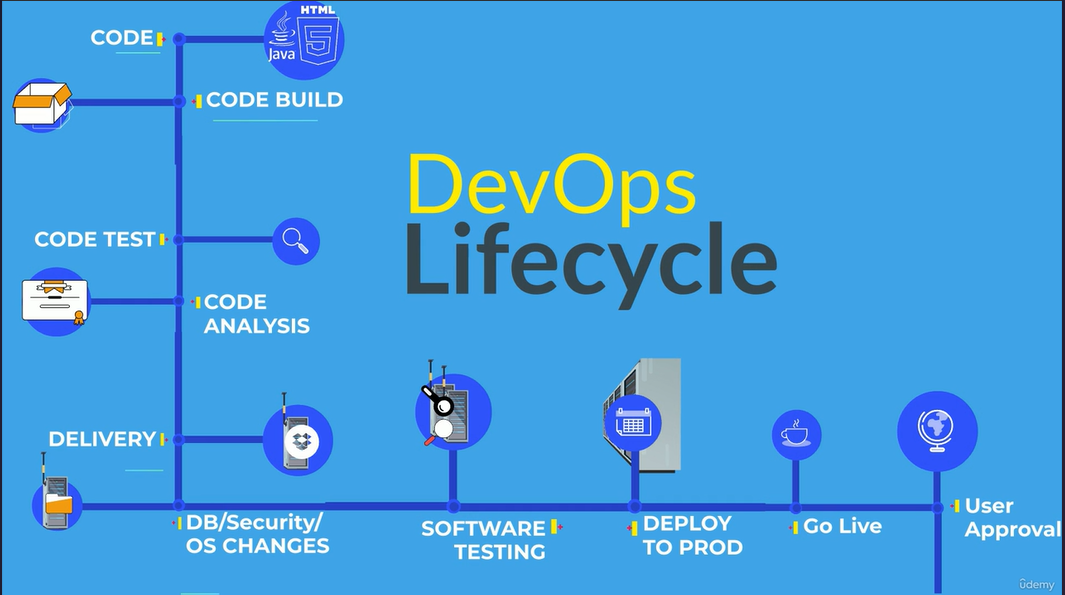 CODE
HTML
5
Java
CODE BUILD
DevOps
Lifecycle
CODE TEST
CODE
ANALYSIS
DELIVERY
DB/Security/
OS CHANGES
SOFTWARE
TESTING
DEPLOY
TO PROD
Go Live
User
Approval
ûdemy